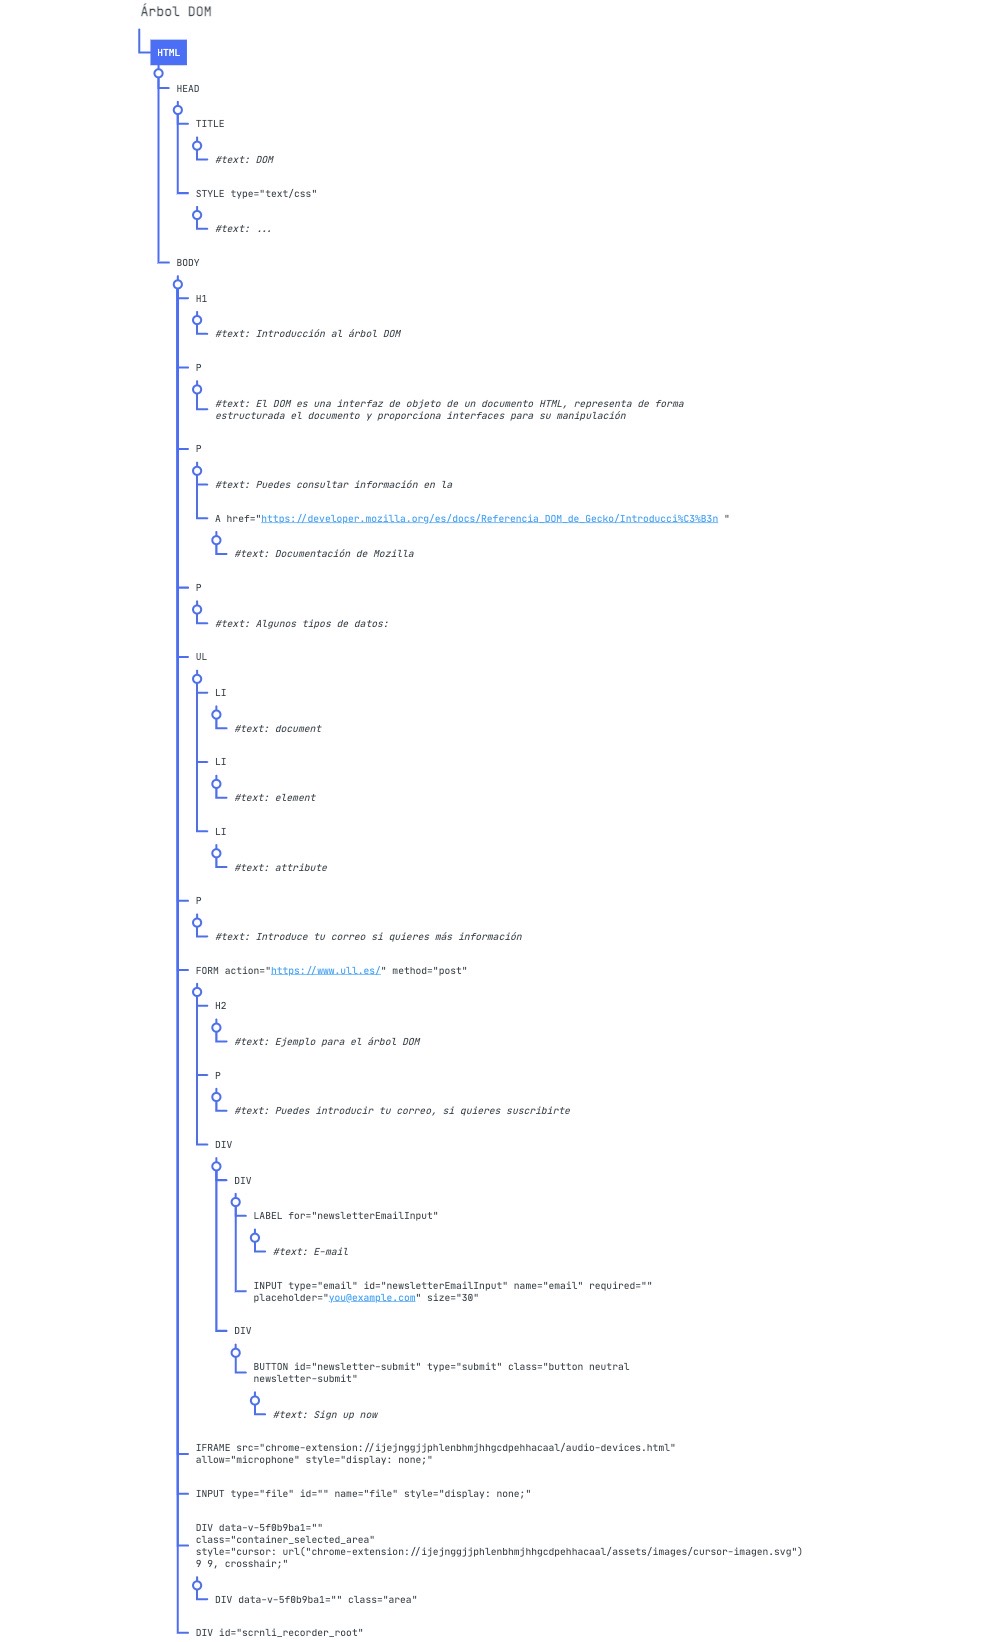 Árbol DOM
HTML
HEAD
TITLE
#text: DOM
STYLE type="text/css"
#text: ...
BODY
H1
#text: Introducción al árbol DOM
P
#text: El DOM es una interfaz de objeto de un documento HTML, representa de forma
estructurada el documento y proporciona interfaces para su manipulación
P
#text: Puedes consultar información en la
A href="https://developer.mozilla.org/es/docs/Referencia_DOM_de_Gecko/Introducci%C3%B3n "
#text: Documentación de Mozilla
P
#text: Algunos tipos de datos:
UL
LI
#text: document
LI
#text: element
LI
#text: attribute
P
#text: Introduce tu correo si quieres más información
FORM action="https://www.ull.es/" method="post"
H2
#text: Ejemplo para el árbol DOM
P
#text: Puedes introducir tu correo, si quieres suscribirte
DIV
DIV
LABEL for="newsletterEmailInput"
#text: E-mail
INPUT type="email" id="newsletterEmailInput" name="email" required=""
placeholder="you@example.com" size="30"
DIV
BUTTON id="newsletter-submit" type="submit" class="button neutral
newsletter-submit"
#text: Sign up now
IFRAME src="chrome-extension://ijejnggjjphlenbhmjhhgcdpehhacaal/audio-devices.html"
allow="microphone" style="display: none;"
INPUT type="file" id="" name="file" style="display: none;"
DIV data-v-5f0b9ba1=""
class="container_selected_area"
style="cursor: url("chrome-extension://ijejnggjjphlenbhmjhhgcdpehhacaal/assets/images/cursor-imagen.svg")
9 9, crosshair;"
DIV data-v-5f0b9ba1="" class="area"
DIV id="scrnli_recorder_root"